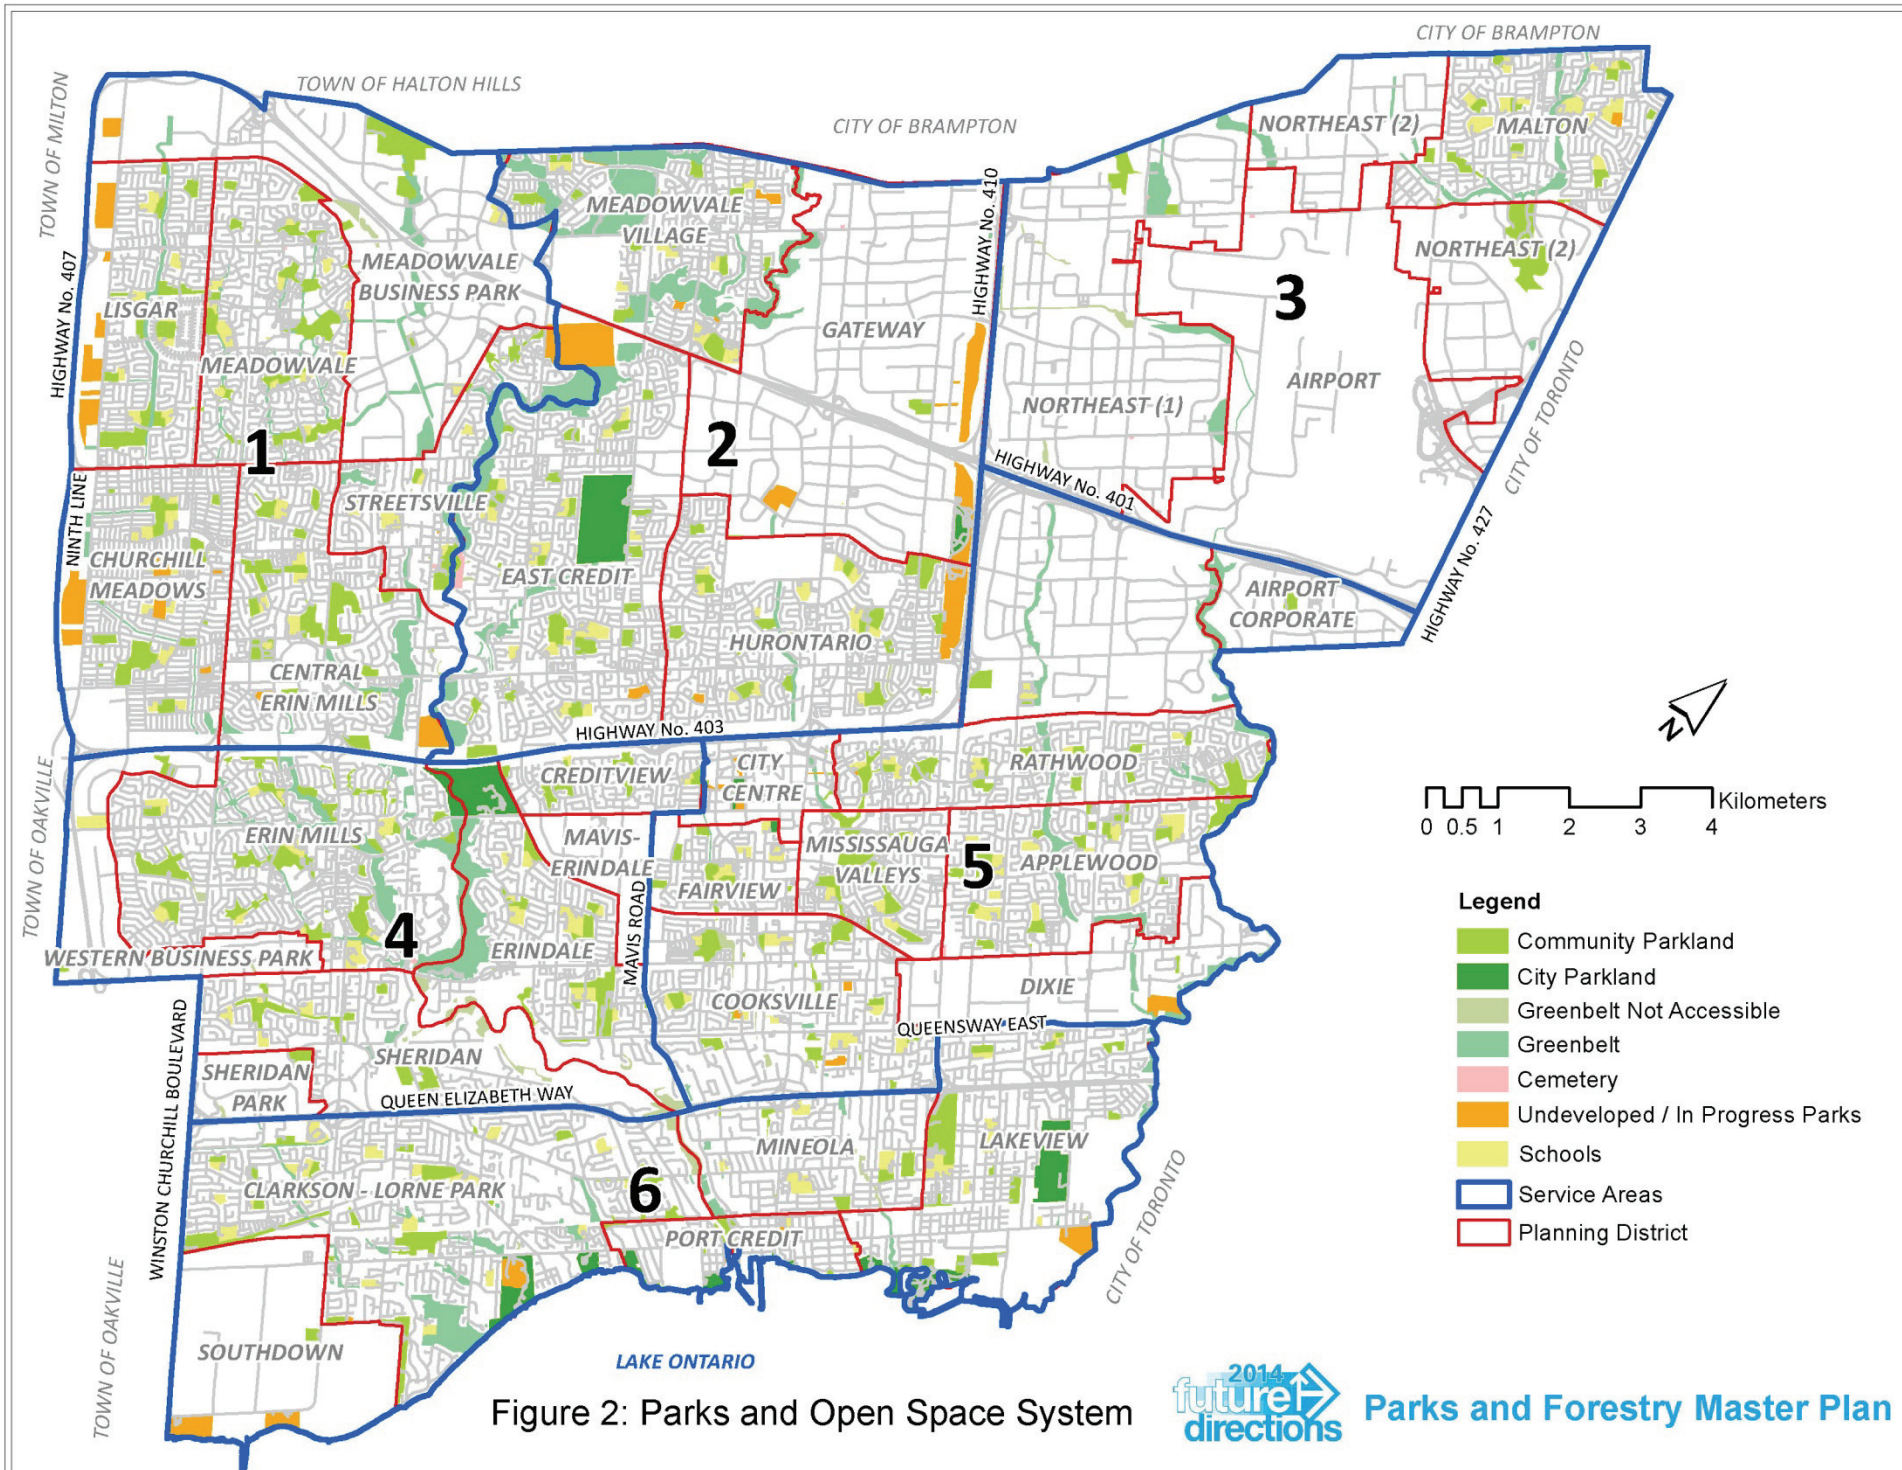 CITY OF BRAMPTON
TOWN OF HALTON HILLS
TOWN OF MILTON
CITY OF BRAMPTON
NORTHEAST (2)
MALTON
HIGHWAY No. 410
MEADOWVALE
VILLAGE
NORTHEAST (2)
MEADOWVALE
BUSINESS PARK
HIGHWAY No. 407
LISGAR
3
GATEWAY
MEADOWVALE
AIRPORT
NORTHEAST (1)
CITY OF TORONTO
1
2
HIGHWAY No. 401
STREETSVILLE
NINTH LINE
CHURCHILL
MEADOWS
EAST CREDIT
AIRPORT
CORPORATE
HIGHWAY No. 427
HURONTARIO
CENTRAL
ERIN MILLS
N
HIGHWAY No. 403
TOWN OF OAKVILLE
CREDITVIEW
CITY
CENTRE
RATHWOOD
Kilometers
0 0.5 1 2 3 4
ERIN MILLS
MAVIS-
ERINDALE
MISSISSAUGA
VALLEYS
5
APPLEWOOD
FAIRVIEW
MAVIS ROAD
4
WESTERN BUSINESS PARK
ERINDALE
COOKSVILLE
DIXIE
QUEENSWAY EAST
Legend
Community Parkland
City Parkland
Greenbelt Not Accessible
Greenbelt
Cemetery
Undeveloped / In Progress Parks
Schools
Service Areas
Planning District
WINSTON CHURCHILL BOULEVARD
SHERIDAN
SHERIDAN
PARK
QUEEN ELIZABETH WAY
MINEOLA
LAKEVIEW
CLARKSON - LORNE PARK
6
PORT CREDIT
CITY OF TORONTO
TOWN OF OAKVILLE
SOUTHDOWN
LAKE ONTARIO
Figure 2: Parks and Open Space System
2014
future
directions
Parks and Forestry Master Plan